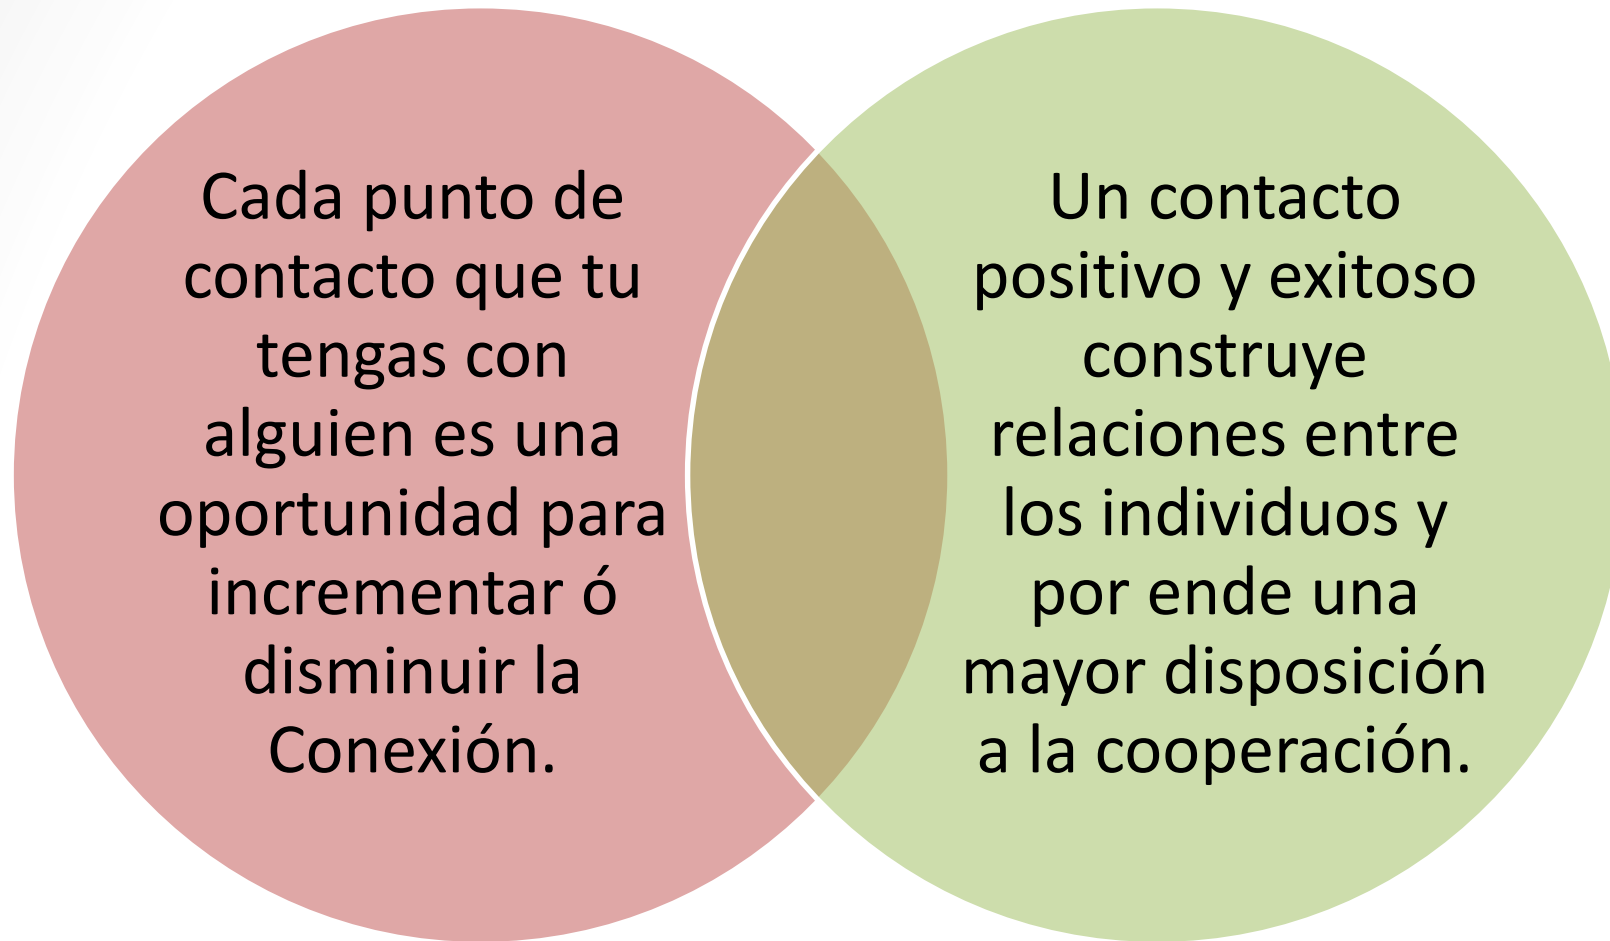 Cada punto de
contacto que tu
tengas con
alguien es una
oportunidad para
incrementar ó
disminuir la
Conexión.
Un contacto
positivo y exitoso
construye
relaciones entre
los individuos y
por ende una
mayor disposición
a la cooperación.